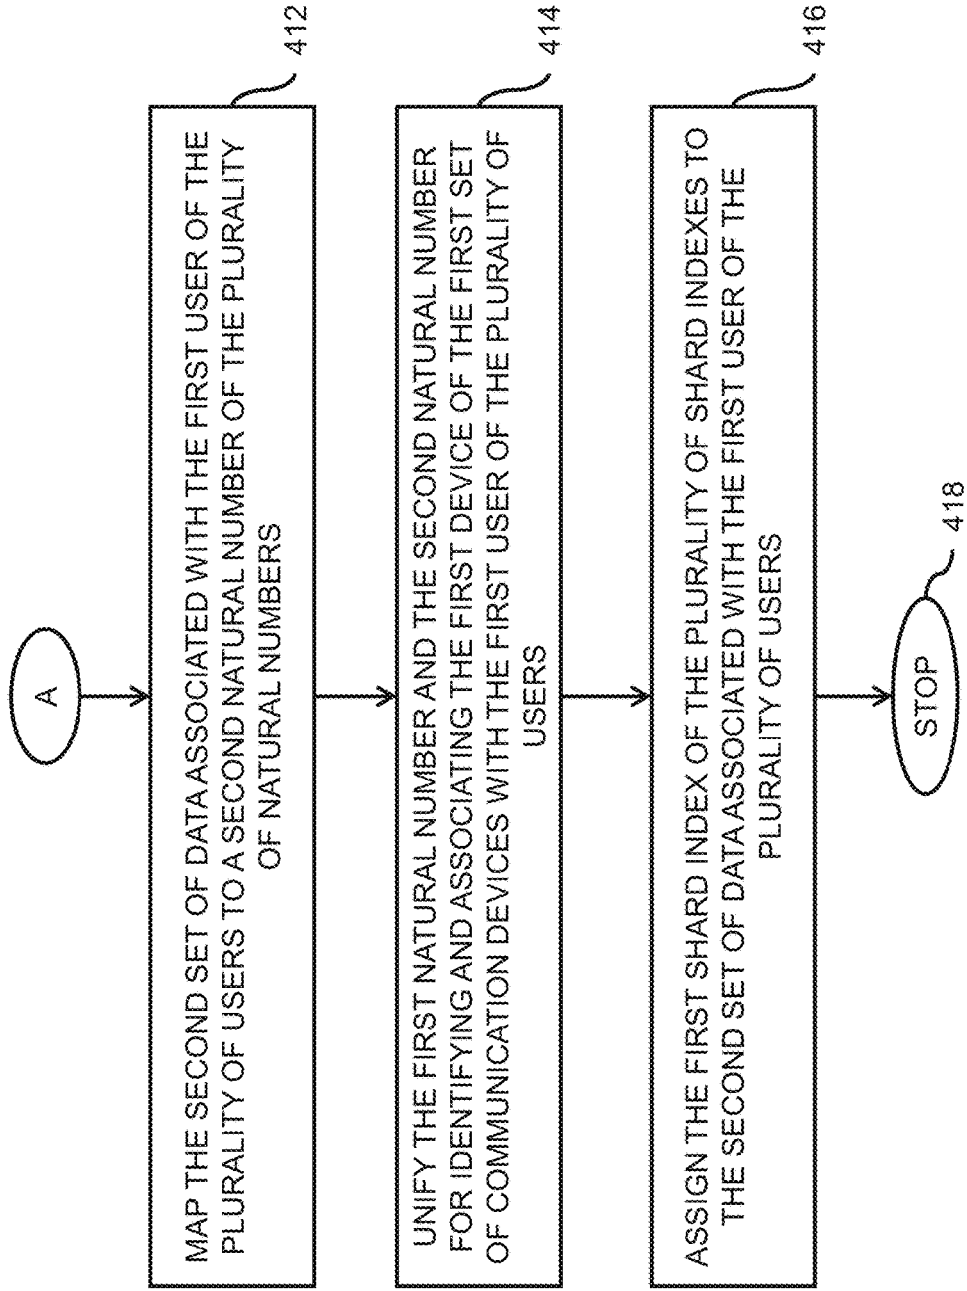 A
MAP THE SECOND SET OF DATA ASSOCIATED WITH THE FIRST USER OF THE
PLURALITY OF USERS TO A SECOND NATURAL NUMBER OF THE PLURALITY
OF NATURAL NUMBERS
412
UNIFY THE FIRST NATURAL NUMBER AND THE SECOND NATURAL NUMBER
FOR IDENTIFYING AND ASSOCIATING THE FIRST DEVICE OF THE FIRST SET
OF COMMUNICATION DEVICES WITH THE FIRST USER OF THE PLURALITY OF
USERS
414
ASSIGN THE FIRST SHARD INDEX OF THE PLURALITY OF SHARD INDEXES TO
THE SECOND SET OF DATA ASSOCIATED WITH THE FIRST USER OF THE
PLURALITY OF USERS
416
STOP
418